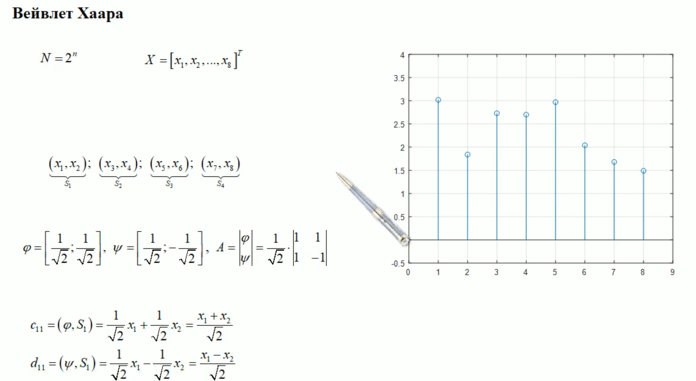 Вейвлет Хаара
N = 2^n    X = [x_1, x_2, ..., x_8]^T
(x_1, x_2); (x_3, x_4); (x_5, x_6); (x_7, x_8)
S_1 S_2 S_3 S_4
φ = [1/√2; 1/√2], ψ = [1/√2; -1/√2], A = |φ ψ| = 1/√2 · |1 1 1 -1|
c_11 = (φ, S_1) = 1/√2 x_1 + 1/√2 x_2 = (x_1 + x_2)/√2
d_11 = (ψ, S_1) = 1/√2 x_1 - 1/√2 x_2 = (x_1 - x_2)/√2
4
3.5
3
2.5
2
1.5
1
0.5
0
-0.5
0 1 2 3 4 5 6 7 8 9